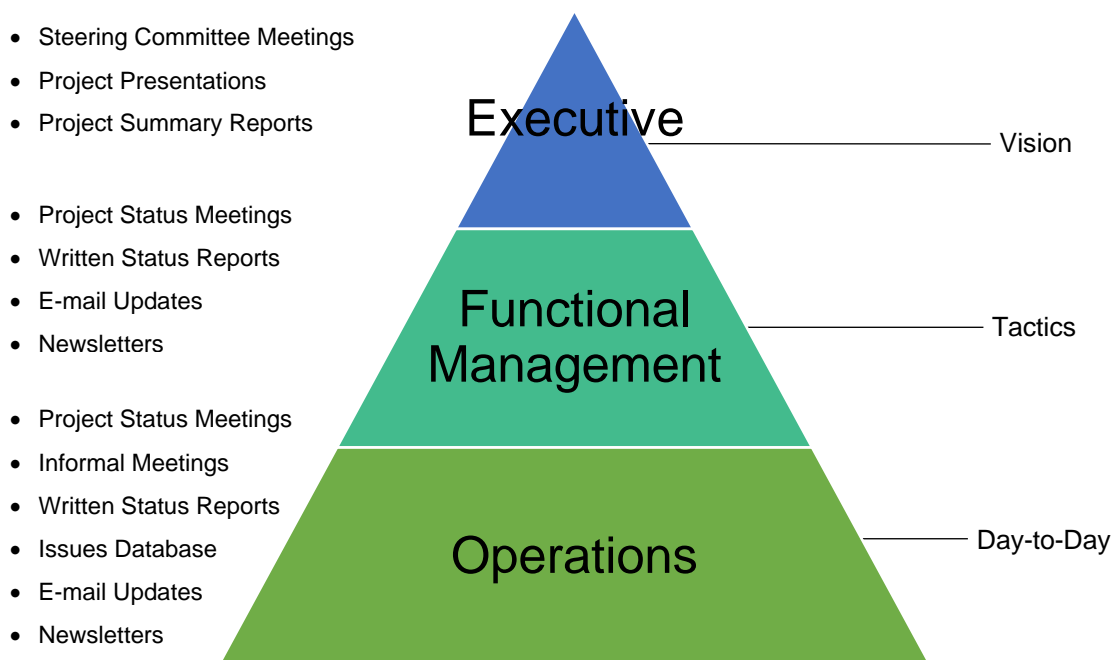 • Steering Committee Meetings
• Project Presentations
• Project Summary Reports
Executive
Vision
• Project Status Meetings
• Written Status Reports
• E-mail Updates
• Newsletters
Functional
Management
Tactics
• Project Status Meetings
• Informal Meetings
• Written Status Reports
• Issues Database
• E-mail Updates
• Newsletters
Operations
Day-to-Day